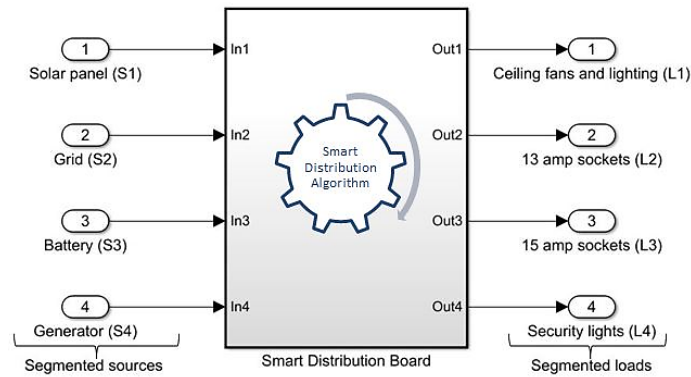 1
In1
Out1
1
Solar panel (S1)
Ceiling fans and lighting (L1)
2
In2
Out2
2
Grid (S2)
13 amp sockets (L2)
Smart
Distribution
Algorithm
3
In3
Out3
3
Battery (S3)
15 amp sockets (L3)
4
In4
Out4
4
Generator (S4)
Security lights (L4)
Segmented sources
Smart Distribution Board
Segmented loads